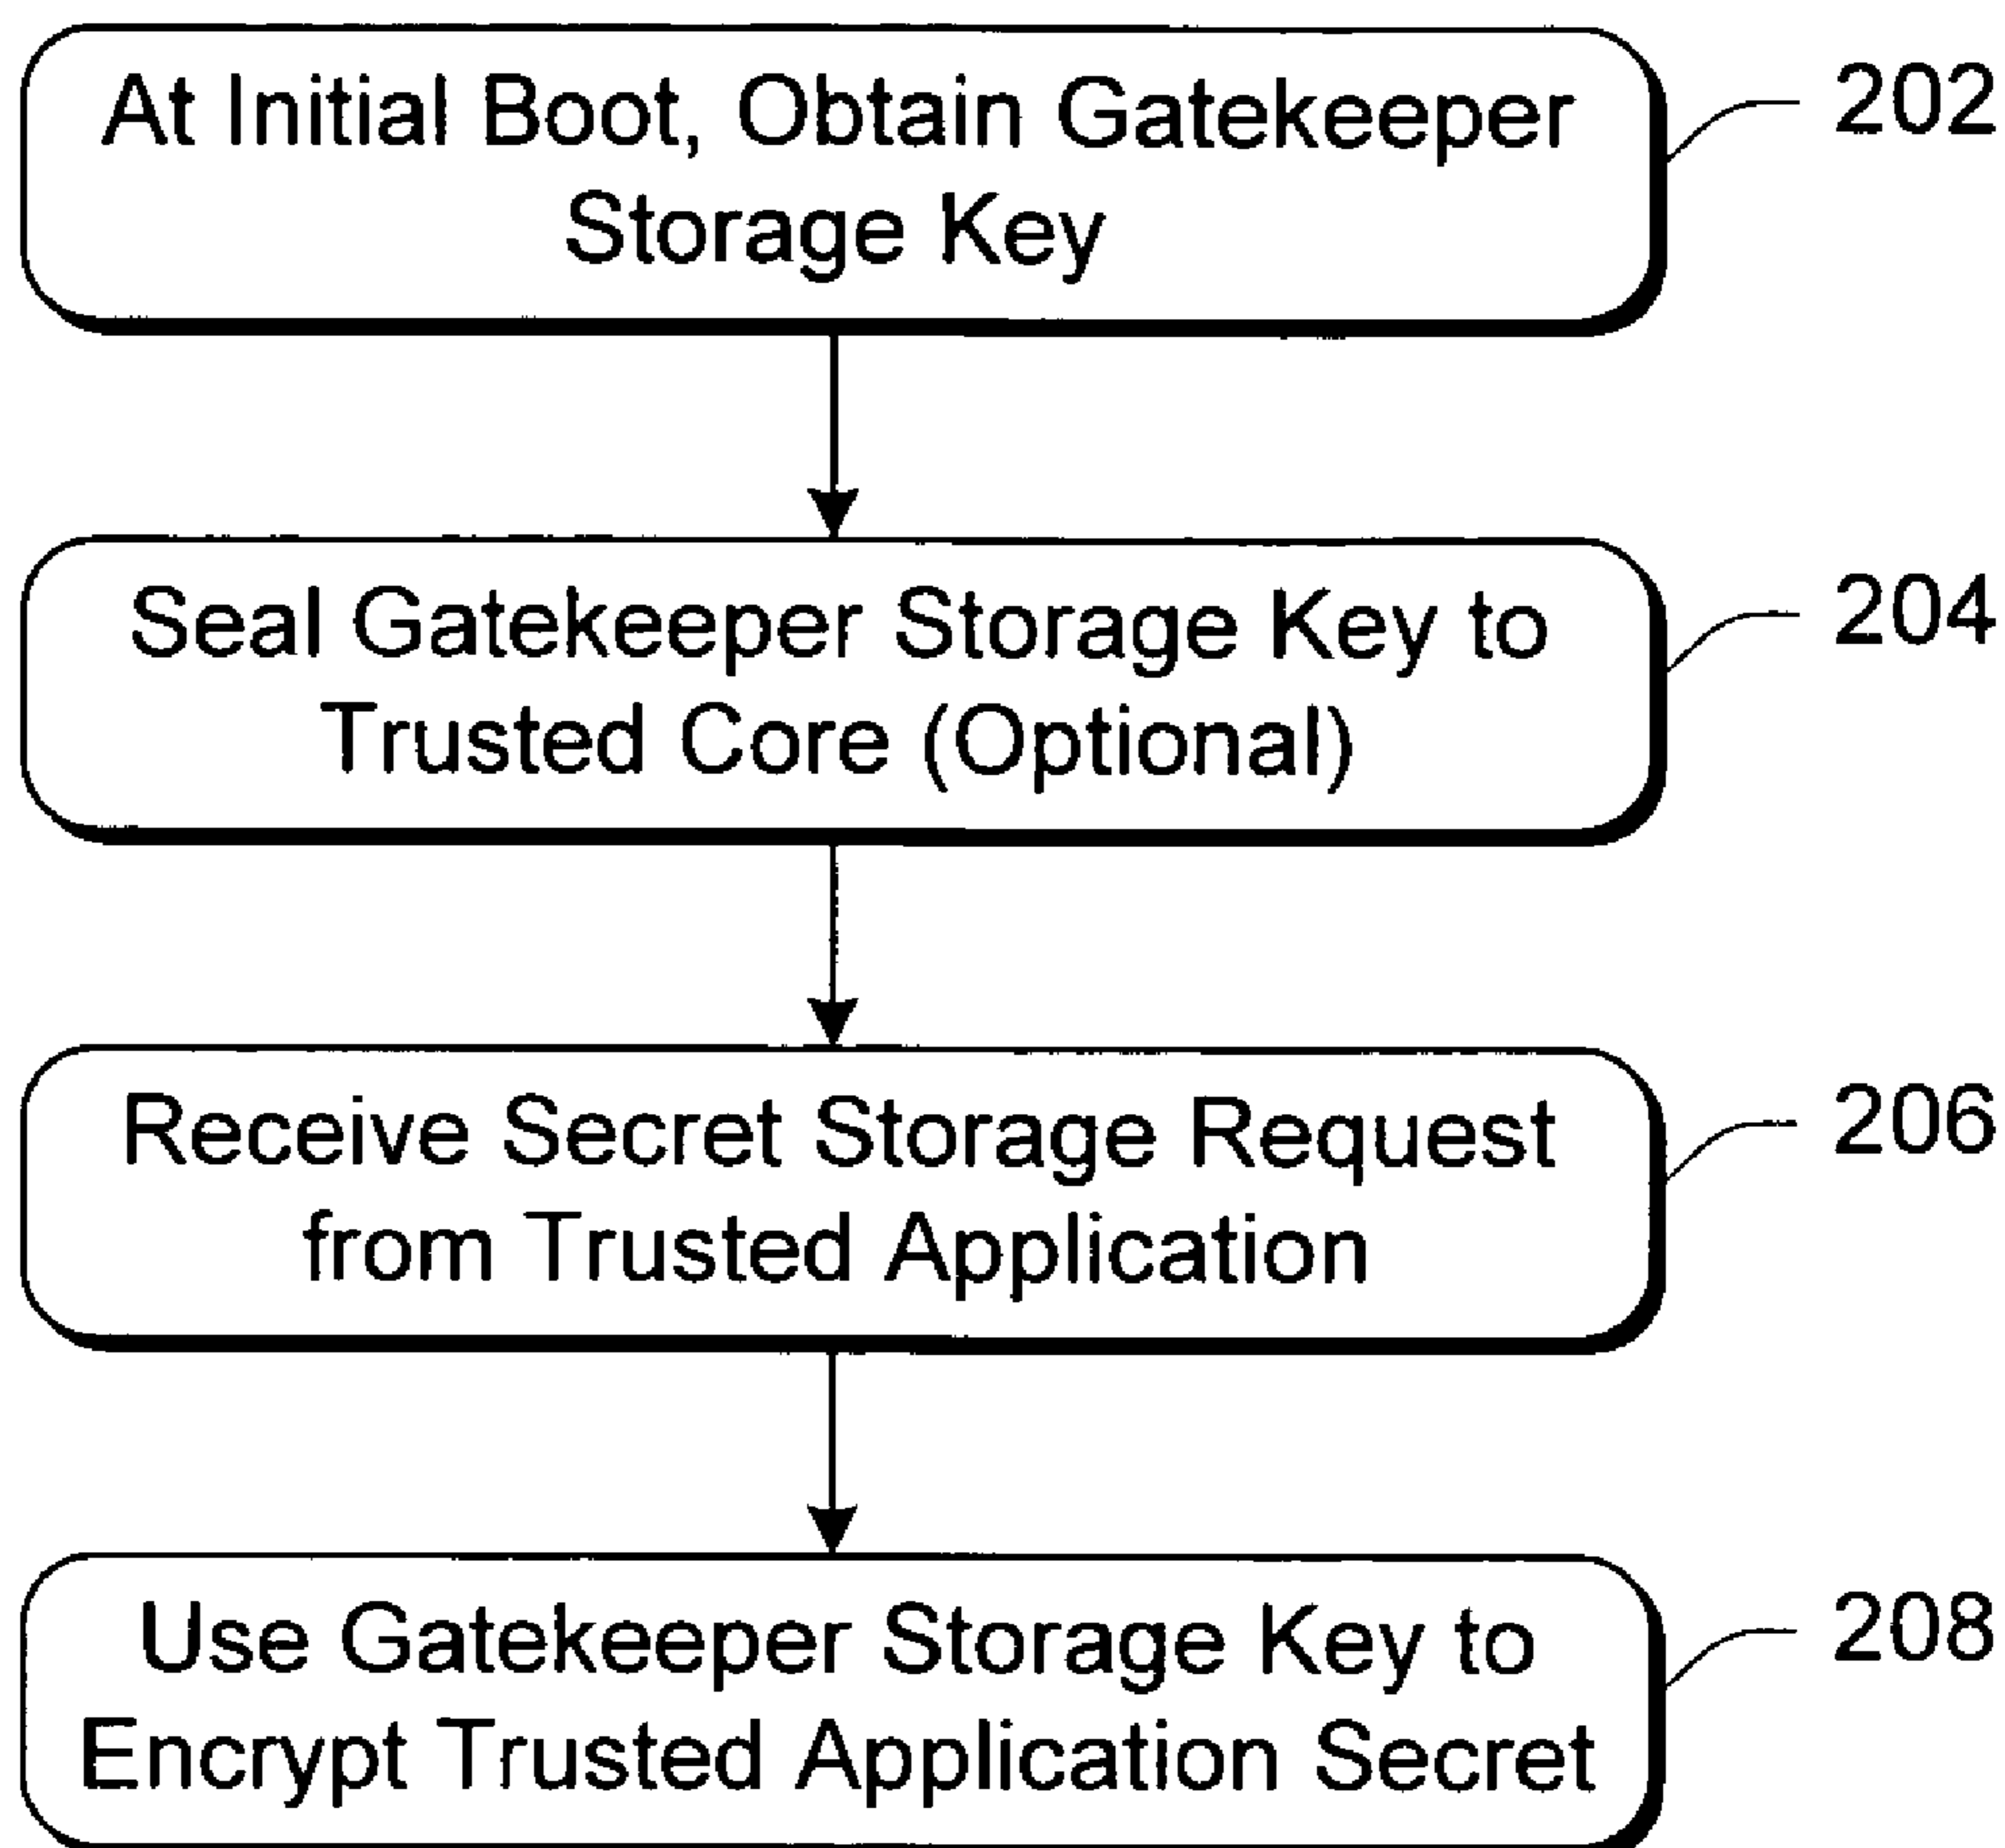 At Initial Boot, Obtain Gatekeeper
Storage Key
202
Seal Gatekeeper Storage Key to
Trusted Core (Optional)
204
Receive Secret Storage Request
from Trusted Application
206
Use Gatekeeper Storage Key to
Encrypt Trusted Application Secret
208